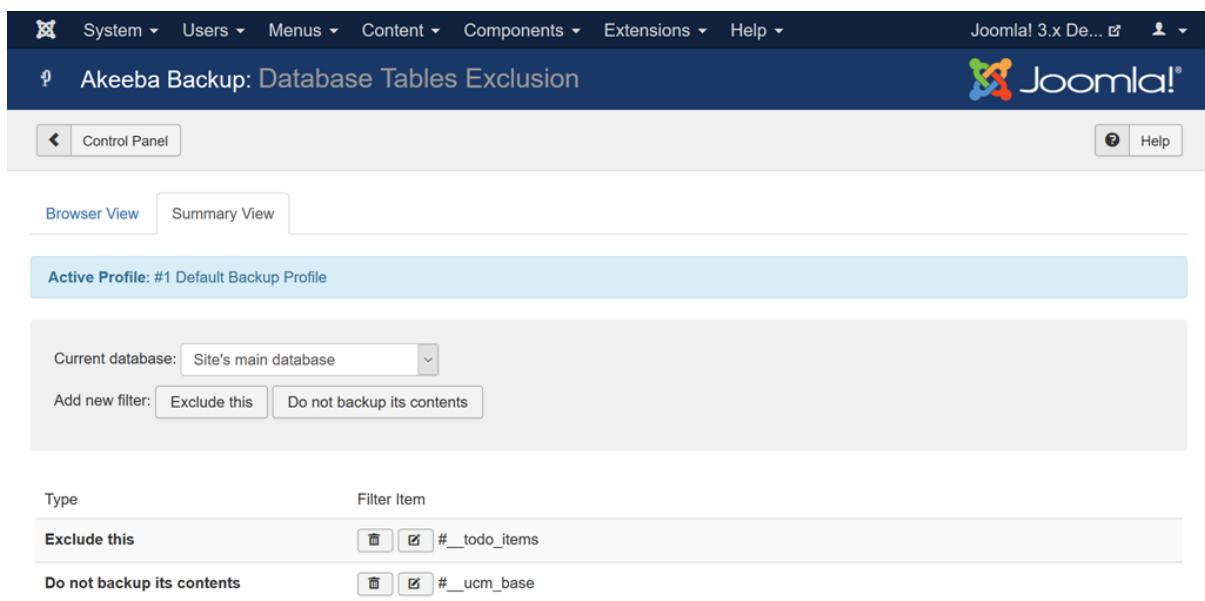 System Users Menus Content Components Extensions Help Joomla! 3.x De...
Akeeba Backup: Database Tables Exclusion Joomla!®
Control Panel Help
Browser View Summary View
Active Profile: #1 Default Backup Profile
Current database: Site's main database
Add new filter: Exclude this Do not backup its contents
Type Filter Item
Exclude this #__todo_items
Do not backup its contents #__ucm_base